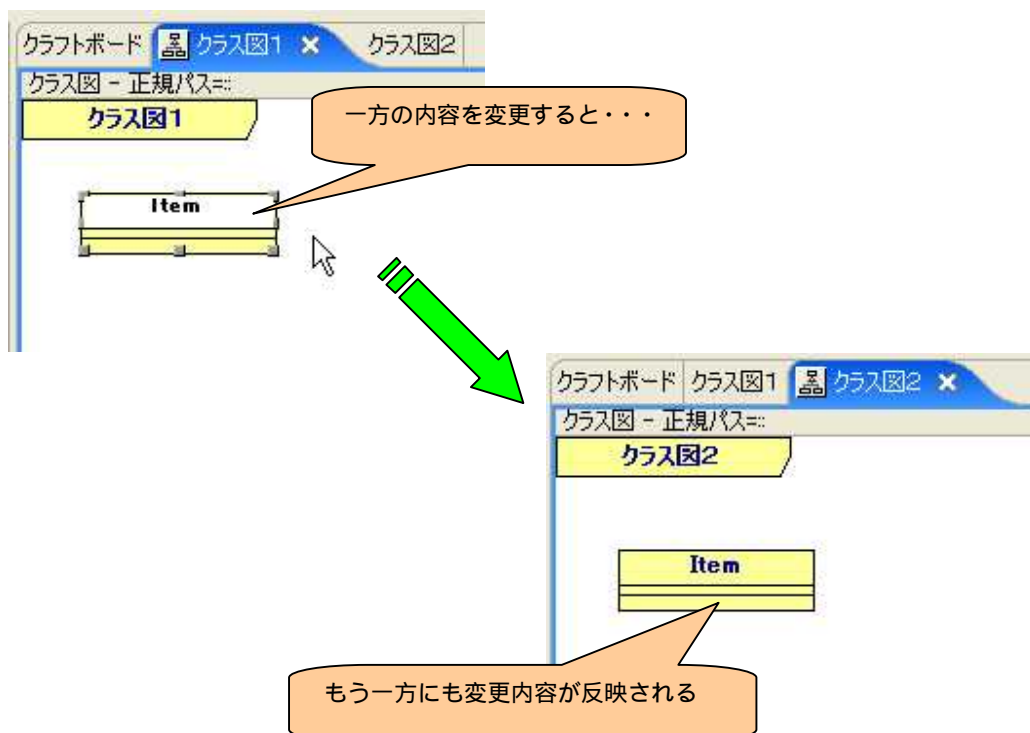 クラフトボード クラス図1 クラス図2
クラス図 - 正規パス=::
クラス図1
一方の内容を変更すると・・・
Item
クラフトボード クラス図1 クラス図2
クラス図 - 正規パス=::
クラス図2
Item
もう一方にも変更内容が反映される